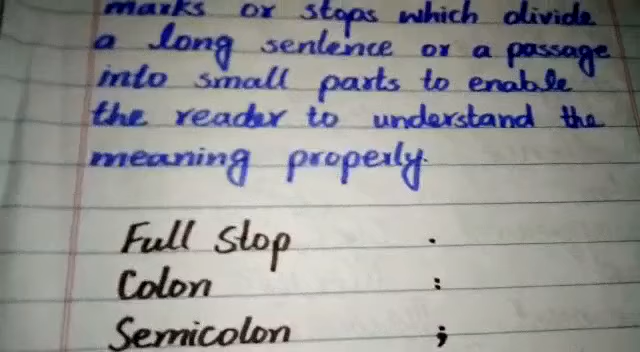 marks or stops which divide
a long sentence or a passage
into small parts to enable
the reader to understand the
meaning properly.
Full Stop .
Colon :
Semicolon ;